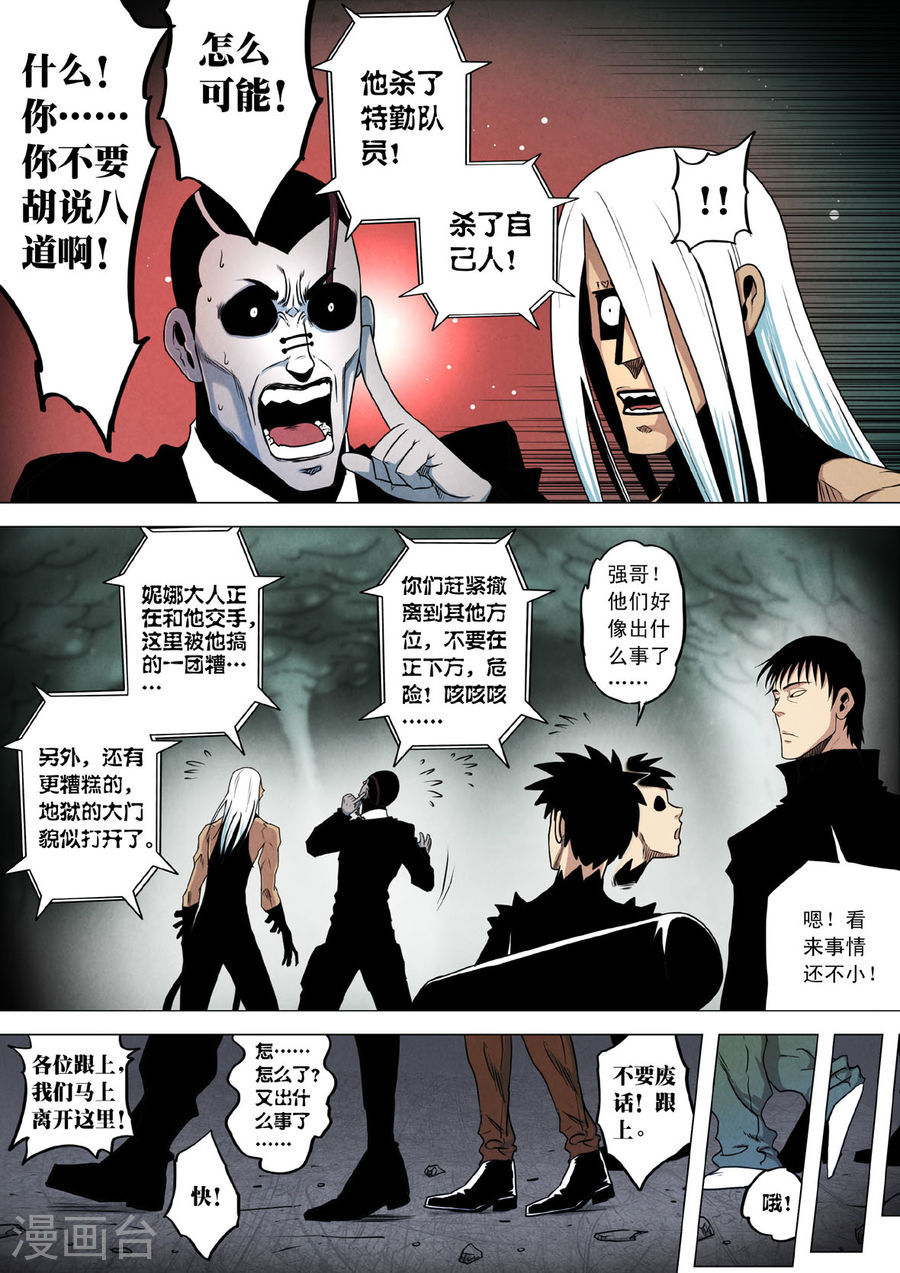 什么！
你……
你不要
胡说八
道啊！
怎么
可能！
他杀了
特勤队
员！
杀了自
己人！
！！
妮娜大人正
在和他交手，
这里被他搞
的一团糟…
…
另外，还有
更糟糕的，
地狱的大门
貌似打开了。
你们赶紧撤
离到其他方
位，不要在
正下方，危
险！咳咳咳
……
强哥！
他们好
像出什
么事了
……
嗯！看
来事情
还不小！
各位跟上，
我们马上
离开这里！
快！
怎……
怎么了？
又出什
么事了
……
不要废
话！跟
上。
哦！
漫画台